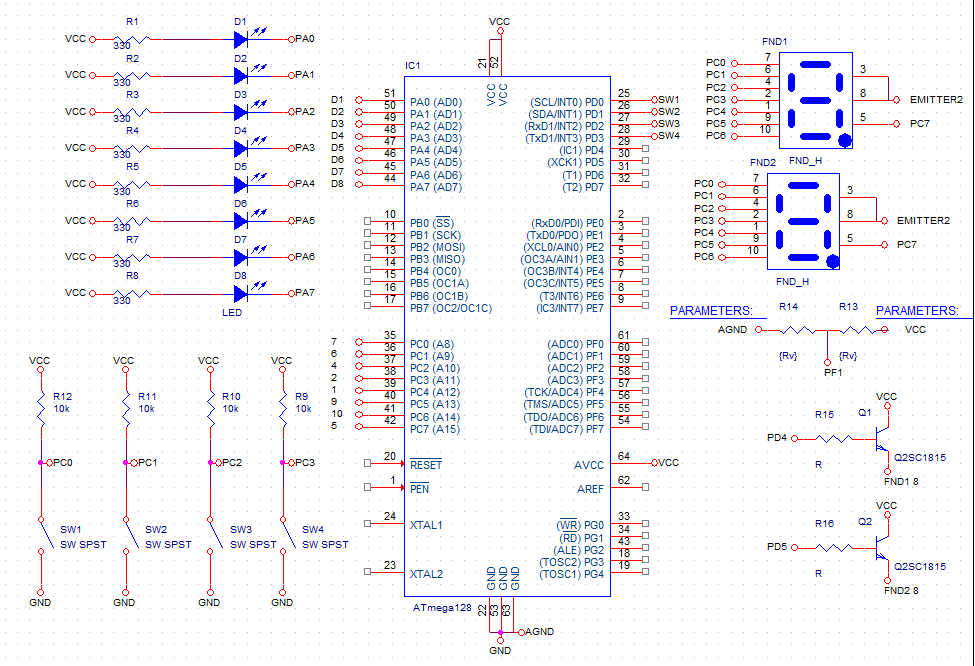 R1
VCC 330 D1 PA0
R2
VCC 330 D2 PA1
R3
VCC 330 D3 PA2
R4
VCC 330 D4 PA3
R5
VCC 330 D5 PA4
R6
VCC 330 D6 PA5
R7
VCC 330 D7 PA6
R8
VCC 330 D8 PA7
LED
VCC
R12
10k
PC0
SW1
SW SPST
GND
VCC
R11
10k
PC1
SW2
SW SPST
GND
VCC
R10
10k
PC2
SW3
SW SPST
GND
VCC
R9
10k
PC3
SW4
SW SPST
GND
VCC
21 52
IC1
VCC VCC
D1 51 PA0 (AD0)
D2 50 PA1 (AD1)
D3 49 PA2 (AD2)
D4 48 PA3 (AD3)
D5 47 PA4 (AD4)
D6 46 PA5 (AD5)
D7 45 PA6 (AD6)
D8 44 PA7 (AD7)
10 PB0 (SS)
11 PB1 (SCK)
12 PB2 (MOSI)
13 PB3 (MISO)
14 PB4 (OC0)
15 PB5 (OC1A)
16 PB6 (OC1B)
17 PB7 (OC2/OC1C)
7 35 PC0 (A8)
6 36 PC1 (A9)
4 37 PC2 (A10)
2 38 PC3 (A11)
1 39 PC4 (A12)
9 40 PC5 (A13)
10 41 PC6 (A14)
5 42 PC7 (A15)
20 RESET
1 PEN
24 XTAL1
23 XTAL2
(SCL/INT0) PD0 25 SW1
(SDA/INT1) PD1 26 SW2
(RxD1/INT2) PD2 27 SW3
(TxD1/INT3) PD3 28 SW4
(IC1) PD4 29
(XCK1) PD5 30
(T1) PD6 31
(T2) PD7 32
(RxD0/PDI) PE0 2
(TxD0/PDO) PE1 3
(XCL0/AIN0) PE2 4
(OC3A/AIN1) PE3 5
(OC3B/INT4) PE4 6
(OC3C/INT5) PE5 7
(T3/INT6) PE6 8
(IC3/INT7) PE7 9
(ADC0) PF0 61
(ADC1) PF1 60
(ADC2) PF2 59
(ADC3) PF3 58
(TCK/ADC4) PF4 57
(TMS/ADC5) PF5 56
(TDO/ADC6) PF6 55
(TDI/ADC7) PF7 54
AVCC 64 VCC
AREF 62
(WR) PG0 33
(RD) PG1 34
(ALE) PG2 43
(TOSC2) PG3 18
(TOSC1) PG4 19
GND GND GND
ATmega128
22 53 63
AGND
GND
FND1
PC0 7
PC1 6
PC2 4
PC3 2
PC4 1
PC5 9
PC6 10
3
8 EMITTER2
5 PC7
FND_H
FND2
PC0 7
PC1 6
PC2 4
PC3 2
PC4 1
PC5 9
PC6 10
3
8 EMITTER2
5 PC7
FND_H
PARAMETERS: R14 R13 PARAMETERS:
AGND VCC
{Rv} {Rv}
PF1
VCC
R15 Q1
PD4
R
Q2SC1815
FND1 8
VCC
R16 Q2
PD5
R
Q2SC1815
FND2 8